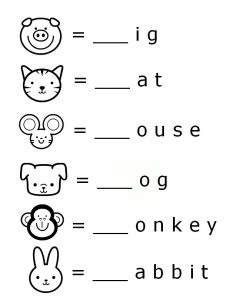 = ___ i g
= ___ a t
= ___ o u s e
= ___ o g
= ___ o n k e y
= ___ a b b i t